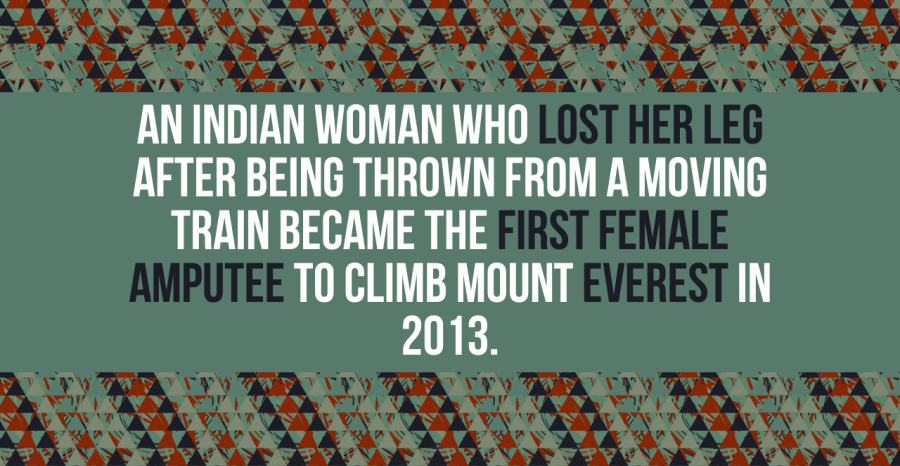 AN INDIAN WOMAN WHO LOST HER LEG
AFTER BEING THROWN FROM A MOVING
TRAIN BECAME THE FIRST FEMALE
AMPUTEE TO CLIMB MOUNT EVEREST IN
2013.